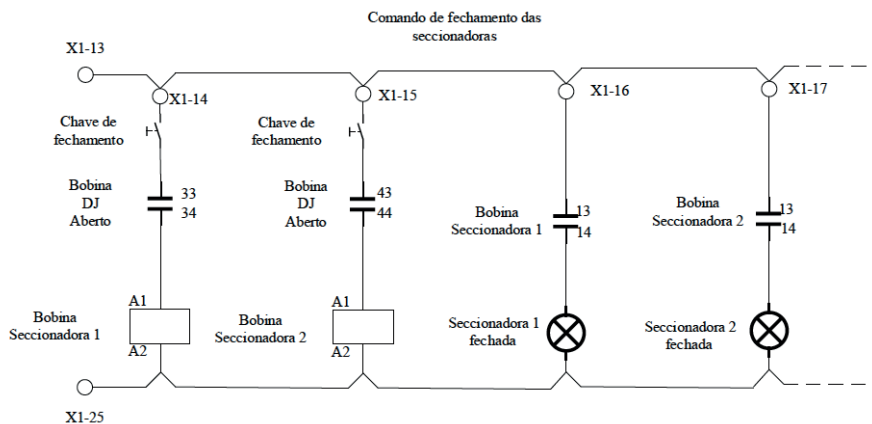 Comando de fechamento das
seccionadoras
X1-13
X1-14
X1-15
X1-16
X1-17
Chave de
fechamento
Chave de
fechamento
Bobina
DJ
Aberto
33
34
Bobina
DJ
Aberto
43
44
Bobina
Seccionadora 1
13
14
Bobina
Seccionadora 2
13
14
Bobina
Seccionadora 1
A1
A2
Bobina
Seccionadora 2
A1
A2
Seccionadora 1
fechada
Seccionadora 2
fechada
X1-25